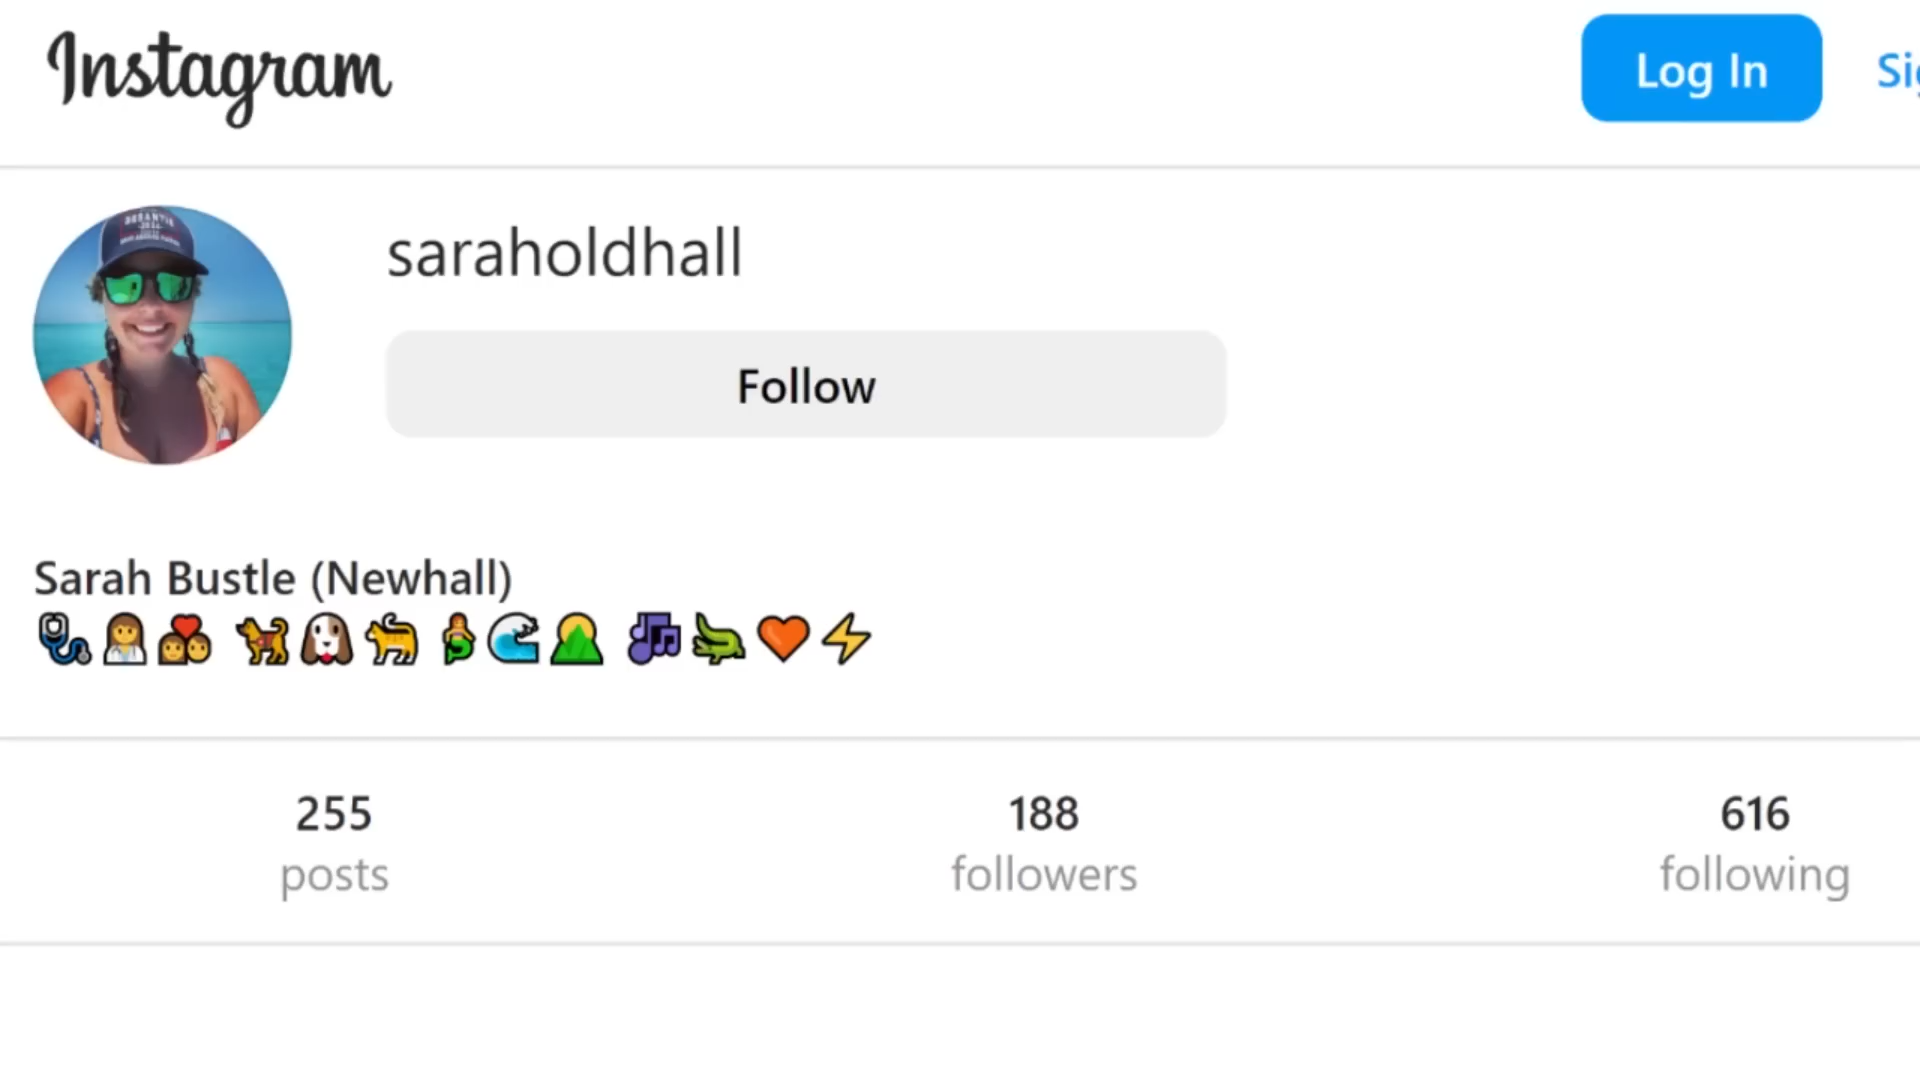 Instagram
Log In
saraholdhall
Follow
Sarah Bustle (Newhall)
🩺👩‍⚕️👩‍❤️‍👨 🐕‍🦺🐶🐈🧜‍♀️🌊⛰️ 🎶🐊🧡⚡
255
posts
188
followers
616
following